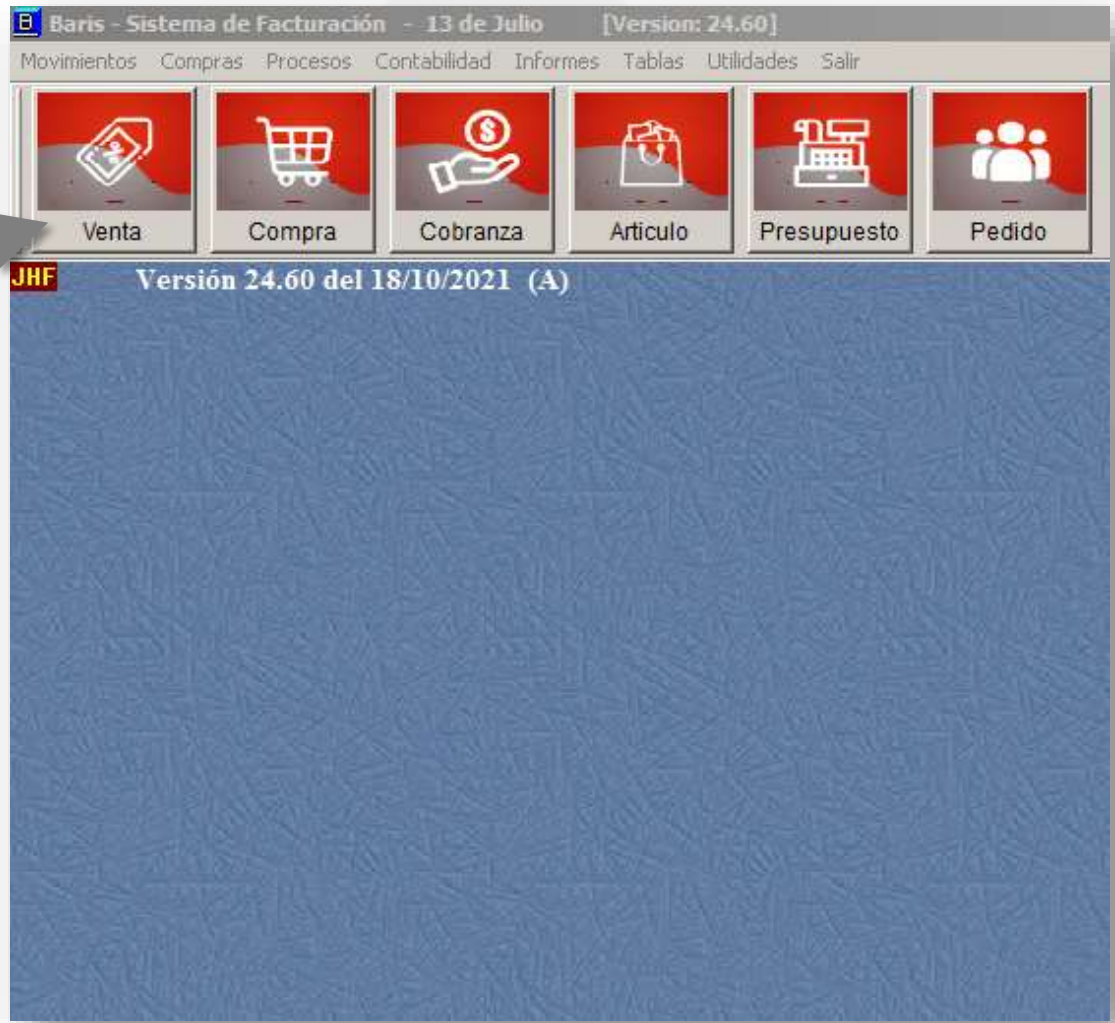 B Baris - Sistema de Facturación - 13 de Julio [Version: 24.60]
Movimientos Compras Procesos Contabilidad Informes Tablas Utilidades Salir
Venta Compra Cobranza Articulo Presupuesto Pedido
JHF Versión 24.60 del 18/10/2021 (A)